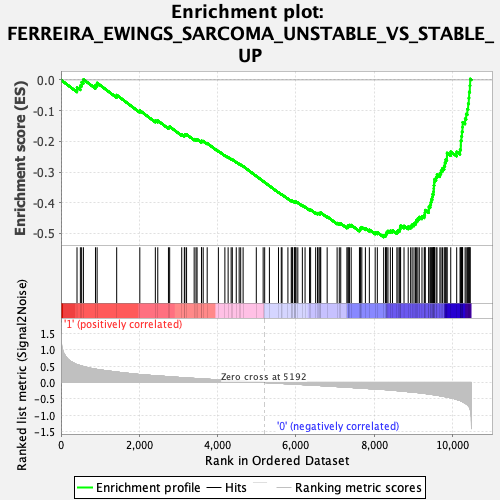 Enrichment plot:
FERREIRA_EWINGS_SARCOMA_UNSTABLE_VS_STABLE_
UP
Enrichment score (ES)
0.0
-0.1
-0.2
-0.3
-0.4
-0.5
'1' (positively correlated)
Ranked list metric (Signal2Noise)
1.5
1.0
0.5
0.0
-0.5
-1.0
-1.5
Zero cross at 5192
'0' (negatively correlated)
0
2,000
4,000
6,000
8,000
10,000
Rank in Ordered Dataset
Enrichment profile
Hits
Ranking metric scores